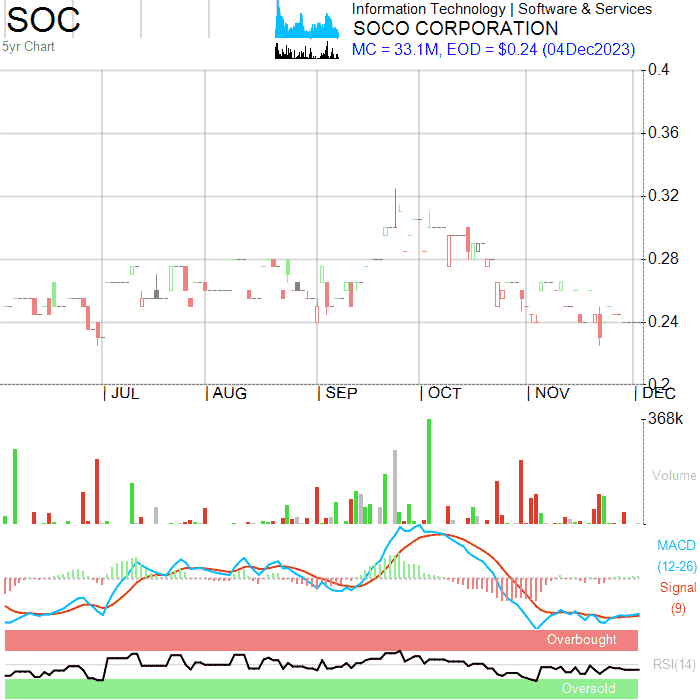 SOC
5yr Chart
Information Technology | Software & Services
SOCO CORPORATION
MC = 33.1M, EOD = $0.24 (04Dec2023)
0.4
0.36
0.32
0.28
0.24
0.2
JUL
AUG
SEP
OCT
NOV
DEC
368k
Volume
MACD
(12-26)
Signal
(9)
Overbought
RSI(14)
Oversold